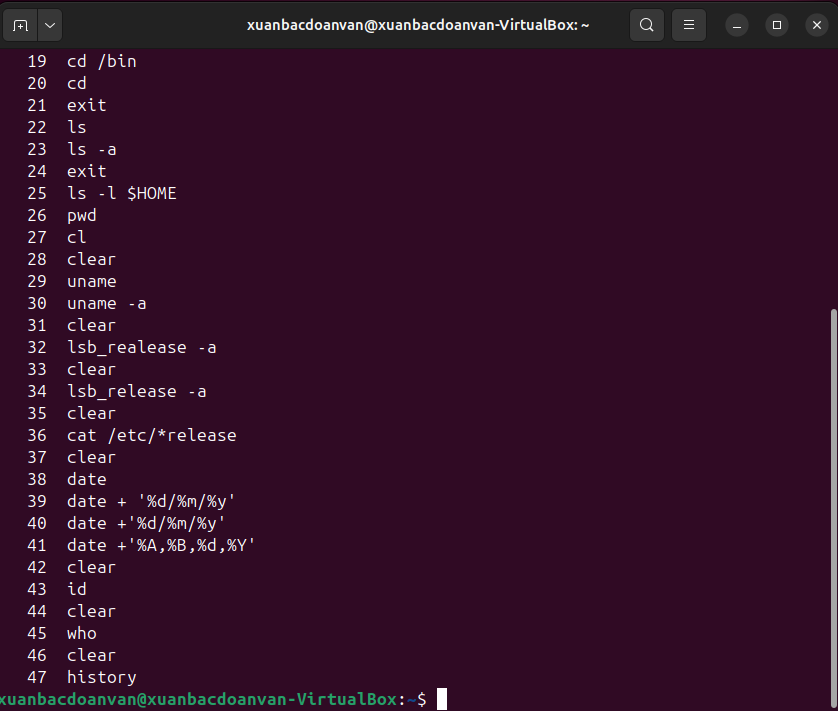 xuanbacdoanvan@xuanbacdoanvan-VirtualBox: ~
19 cd /bin
20 cd
21 exit
22 ls
23 ls -a
24 exit
25 ls -l $HOME
26 pwd
27 cl
28 clear
29 uname
30 uname -a
31 clear
32 lsb_realease -a
33 clear
34 lsb_release -a
35 clear
36 cat /etc/*release
37 clear
38 date
39 date + '%d/%m/%y'
40 date +'%d/%m/%y'
41 date +'%A,%B,%d,%Y'
42 clear
43 id
44 clear
45 who
46 clear
47 history
xuanbacdoanvan@xuanbacdoanvan-VirtualBox:~$